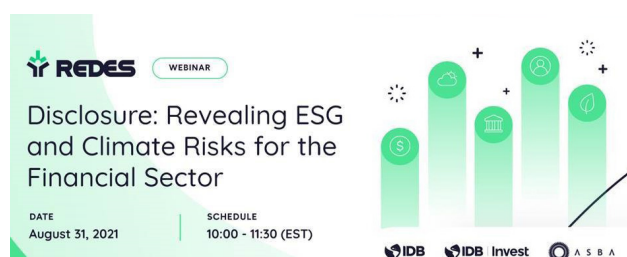 REDES
WEBINAR
Disclosure: Revealing ESG
and Climate Risks for the
Financial Sector
DATE
August 31, 2021
SCHEDULE
10:00 - 11:30 (EST)
$
IDB
IDB Invest
ASBA